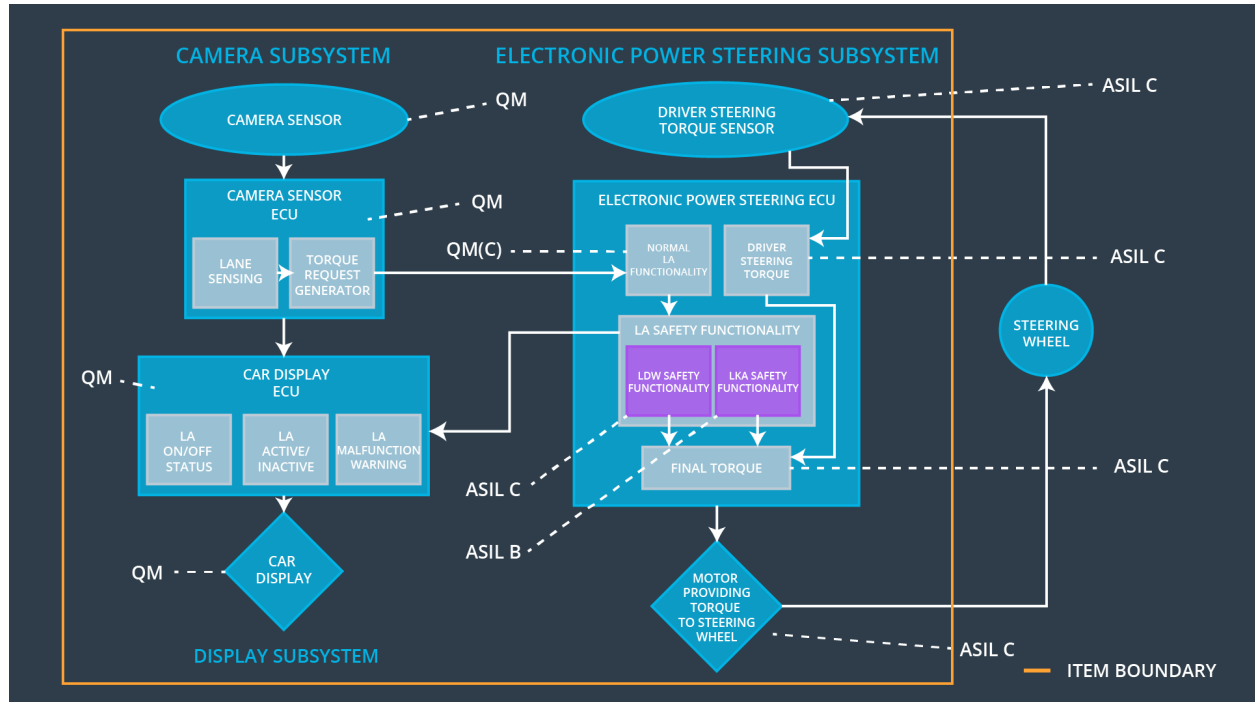 CAMERA SUBSYSTEM
ELECTRONIC POWER STEERING SUBSYSTEM
CAMERA SENSOR
QM
DRIVER STEERING
TORQUE SENSOR
ASIL C
CAMERA SENSOR
ECU
QM
LANE
SENSING
TORQUE
REQUEST
GENERATOR
ELECTRONIC POWER STEERING ECU
QM(C)
NORMAL
LA
FUNCTIONALITY
DRIVER
STEERING
TORQUE
ASIL C
STEERING
WHEEL
LA SAFETY FUNCTIONALITY
LDW SAFETY
FUNCTIONALITY
LKA SAFETY
FUNCTIONALITY
QM
CAR DISPLAY
ECU
LA
ON/OFF
STATUS
LA
ACTIVE/
INACTIVE
LA
MALFUNCTION
WARNING
FINAL TORQUE
ASIL C
ASIL C
ASIL B
QM
CAR
DISPLAY
MOTOR
PROVIDING
TORQUE
TO STEERING
WHEEL
ASIL C
DISPLAY SUBSYSTEM
ITEM BOUNDARY